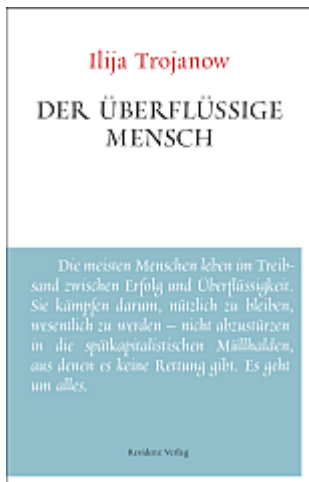 Ilija Trojanow
DER ÜBERFLÜSSIGE
MENSCH
Die meisten Menschen leben im Treib-
sand zwischen Erfolg und Überflüssigkeit.
Sie kämpfen darum, nützlich zu bleiben,
wesentlich zu werden – nicht abzustürzen
in die spätkapitalistischen Müllhalden,
aus denen es keine Rettung gibt. Es geht
um alles.
Residenz Verlag